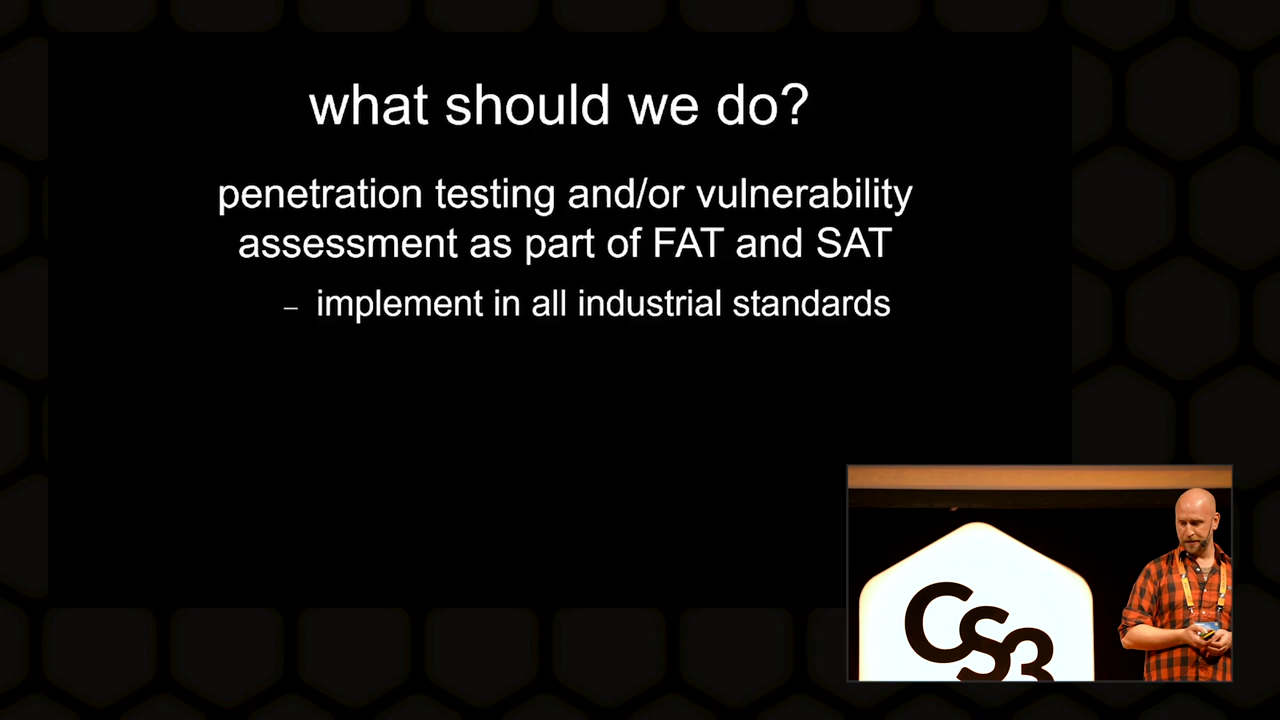 what should we do?
penetration testing and/or vulnerability
assessment as part of FAT and SAT
– implement in all industrial standards
CS3